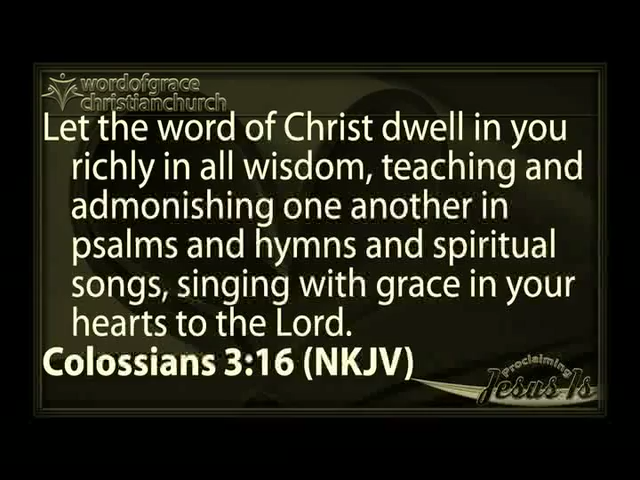 wordofgrace
christianchurch
Let the word of Christ dwell in you
richly in all wisdom, teaching and
admonishing one another in
psalms and hymns and spiritual
songs, singing with grace in your
hearts to the Lord.
Colossians 3:16 (NKJV)
Proclaiming
Jesus Is